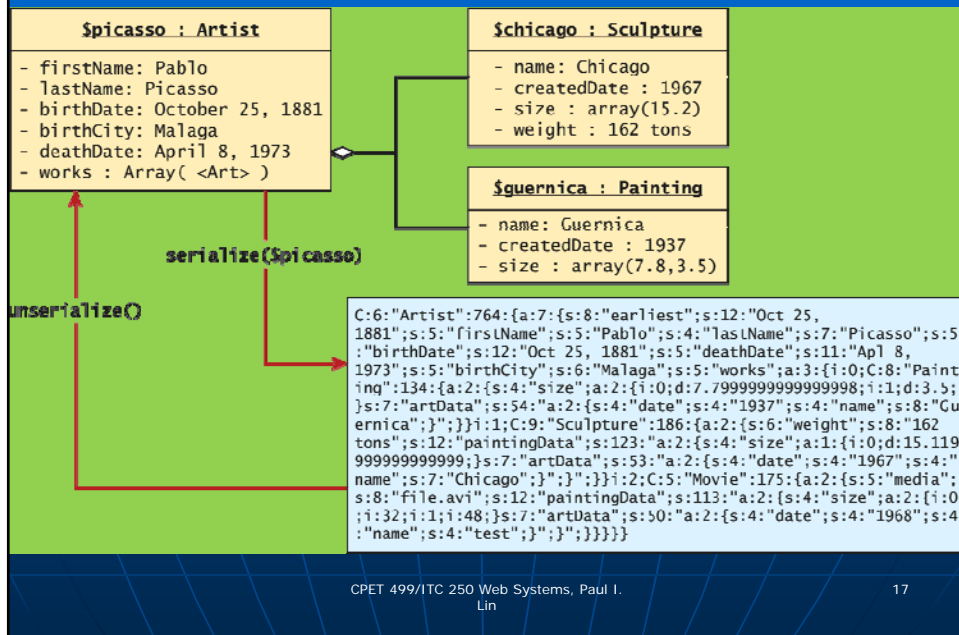 $picasso : Artist
- firstName: Pablo
- lastName: Picasso
- birthDate: October 25, 1881
- birthCity: Malaga
- deathDate: April 8, 1973
- works : Array( <Art> )
$chicago : Sculpture
- name: Chicago
- createdDate : 1967
- size : array(15.2)
- weight : 162 tons
$guernica : Painting
- name: Guernica
- createdDate : 1937
- size : array(7.8,3.5)
serialize($picasso)
unserialize()
C:6:"Artist":764:{a:7:{s:8:"earliest";s:12:"Oct 25,
1881";s:5:"firstName";s:5:"Pablo";s:4:"lastName";s:7:"Picasso";s:5
:"birthDate";s:12:"Oct 25, 1881";s:5:"deathDate";s:11:"Apl 8,
1973";s:5:"birthCity";s:6:"Malaga";s:5:"works";a:3:{i:0;C:8:"Paint
ing":134:{a:2:{s:4:"size";a:2:{i:0;d:7.7999999999999998;i:1;d:3.5;
}s:7:"artData";s:54:"a:2:{s:4:"date";s:4:"1937";s:4:"name";s:8:"Gu
ernica";}";}}i:1;C:9:"Sculpture":186:{a:2:{s:6:"weight";s:8:"162
tons";s:12:"paintingData";s:123:"a:2:{s:4:"size";a:1:{i:0;d:15.119
999999999999;}s:7:"artData";s:53:"a:2:{s:4:"date";s:4:"1967";s:4:"
name";s:7:"Chicago";}";}";}}i:2;C:5:"Movie":175:{a:2:{s:5:"media";
s:8:"file.avi";s:12:"paintingData";s:113:"a:2:{s:4:"size";a:2:{i:0
;i:32;i:1;i:48;}s:7:"artData";s:50:"a:2:{s:4:"date";s:4:"1968";s:4
:"name";s:4:"test";}";}";}}}}
CPET 499/ITC 250 Web Systems, Paul I.
Lin
17